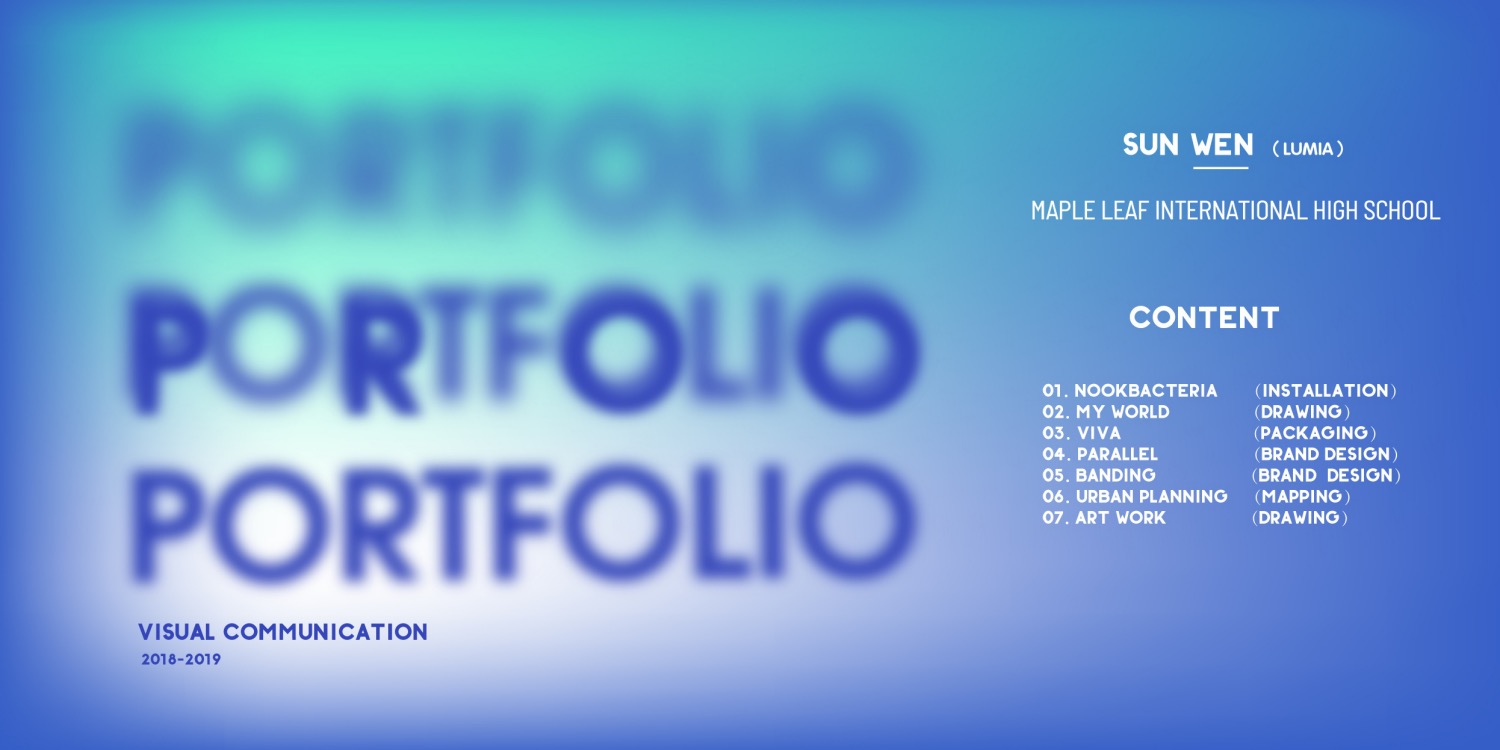 PORTFOLIO
PORTFOLIO
PORTFOLIO
VISUAL COMMUNICATION
2018-2019
SUN WEN (LUMIA)
MAPLE LEAF INTERNATIONAL HIGH SCHOOL
CONTENT
01. NOOKBACTERIA (INSTALLATION)
02. MY WORLD (DRAWING)
03. VIVA (PACKAGING)
04. PARALLEL (BRAND DESIGN)
05. BANDING (BRAND DESIGN)
06. URBAN PLANNING (MAPPING)
07. ART WORK (DRAWING)